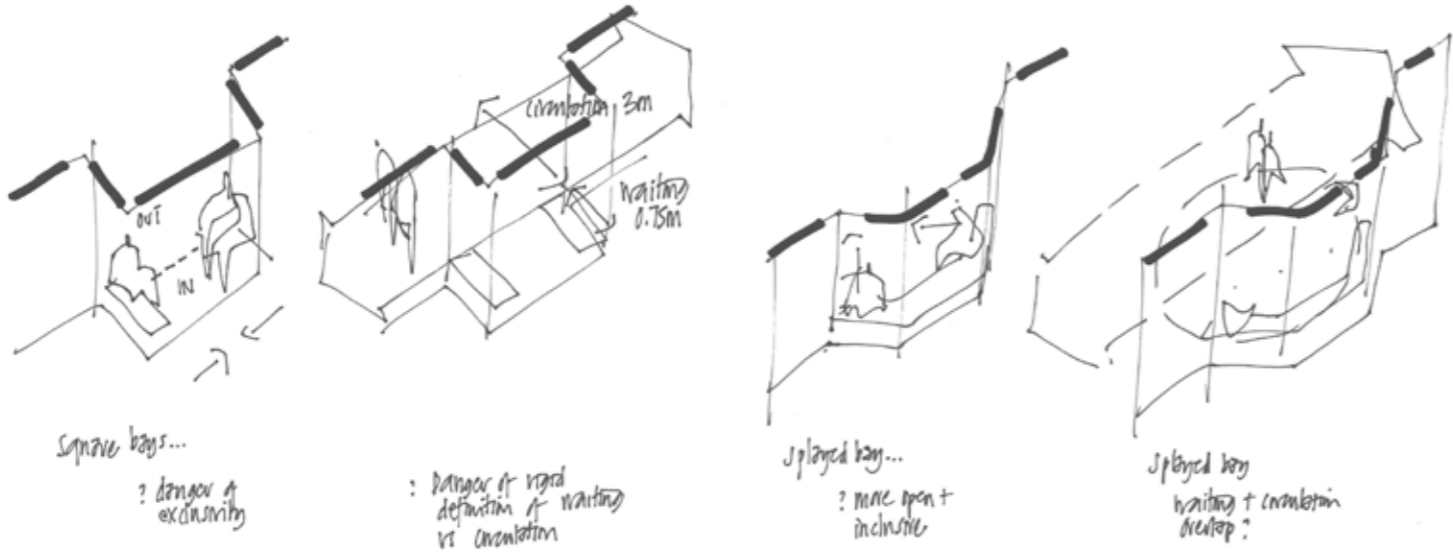 OUT
IN
circulation 3m
waiting
0.75m
Square bays...
? danger of
exclusivity
? Danger of rigid
definition of waiting
vs circulation
Splayed bay...
? more open +
inclusive
Splayed bay
waiting + circulation
overlap?